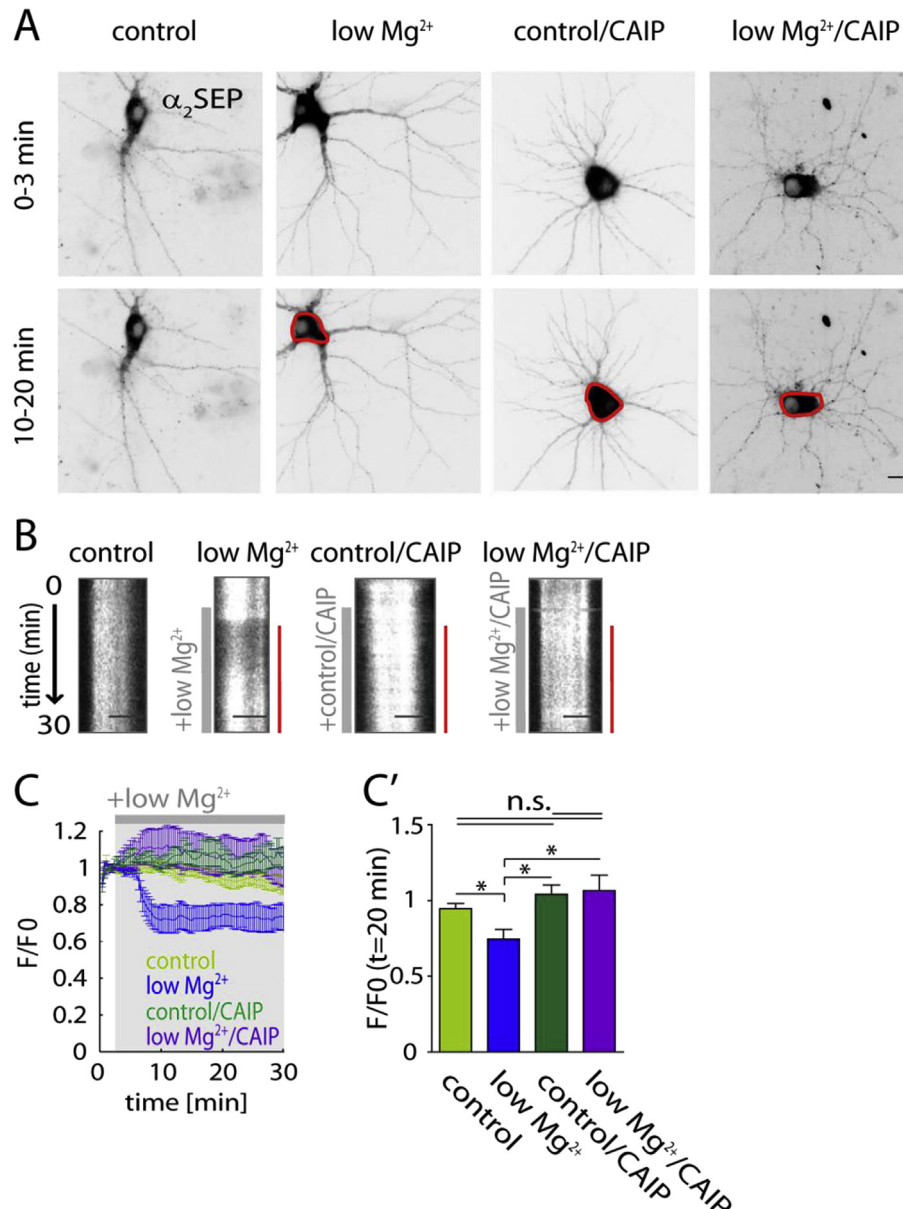 A
control
low Mg²⁺
control/CAIP
low Mg²⁺/CAIP
α₂SEP
0-3 min
10-20 min
B
control
low Mg²⁺
control/CAIP
low Mg²⁺/CAIP
0
time (min)
30
+low Mg²⁺
+control/CAIP
+low Mg²⁺/CAIP
C
+low Mg²⁺
1.2
1
0.8
0.6
0.4
0.2
0
F/F0
control
low Mg²⁺
control/CAIP
low Mg²⁺/CAIP
0
10
20
30
time [min]
C'
n.s.
1.5
*
*
*
1
0.5
0
F/F0 (t=20 min)
control
low Mg²⁺
control/CAIP
low Mg²⁺/CAIP